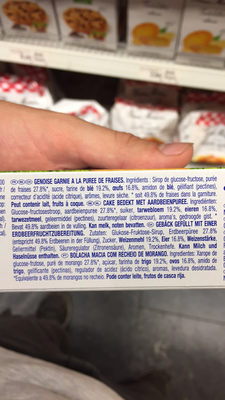 GENOISE GARNIE A LA PUREE DE FRAISES. Ingrédients : Sirop de glucose-fructose, purée
de fraises 27.8%*, sucre, farine de blé 19.2%, œufs 16.8%, amidon de blé, gélifiant (pectines),
correcteur d'acidité (acide citrique), arômes, levure sèche. * soit 49.8% de fraises dans la garniture.
Peut contenir lait, fruits à coque. CAKE BEDEKT MET AARDBEIENPUREE. Ingrediënten:
Glucose-fructosestroop, aardbeienpuree 27.8%*, suiker, tarwebloem 19.2%, eieren 16.8%,
tarwezetmeel, geleermiddel (pectines), zuurteregelaar (citroenzuur), aroma's, gedroogde gist. *
Bevat 49.8% aardbeien in de vulling. Kan melk, noten bevatten. GEBÄCK GEFÜLLT MIT EINER
ERDBEERFRUCHTZUBEREITUNG. Zutaten: Glukose-Fruktose-Sirup, Erdbeerpüree 27.8%
(entspricht 49.8% Erdbeeren in der Füllung), Zucker, Weizenmehl 19.2%, Eier 16.8%, Weizenstärke,
Geliermittel (Pektin), Säureregulator (Zitronensäure), Aromen, Trockenhefe. Kann Milch und
Haselnüsse enthalten. BOLACHA MACIA COM RECHEIO DE MORANGO. Ingredientes: Xarope de
glucose-frutose, puré de morango 27.8%*, açúcar, farinha de trigo 19.2%, ovos 16.8%, amido de
trigo, gelificante (pectinas), regulador de acidez (ácido cítrico), aromas, levedura desidratada.
*Equivalente a 49.8% de morangos no recheio. Pode conter leite, frutos de casca rija.